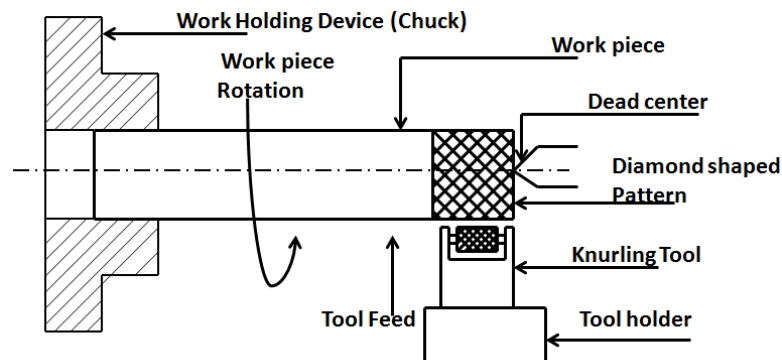 Work Holding Device (Chuck)
Work piece
Rotation
Work piece
Dead center
Diamond shaped
Pattern
Knurling Tool
Tool Feed
Tool holder